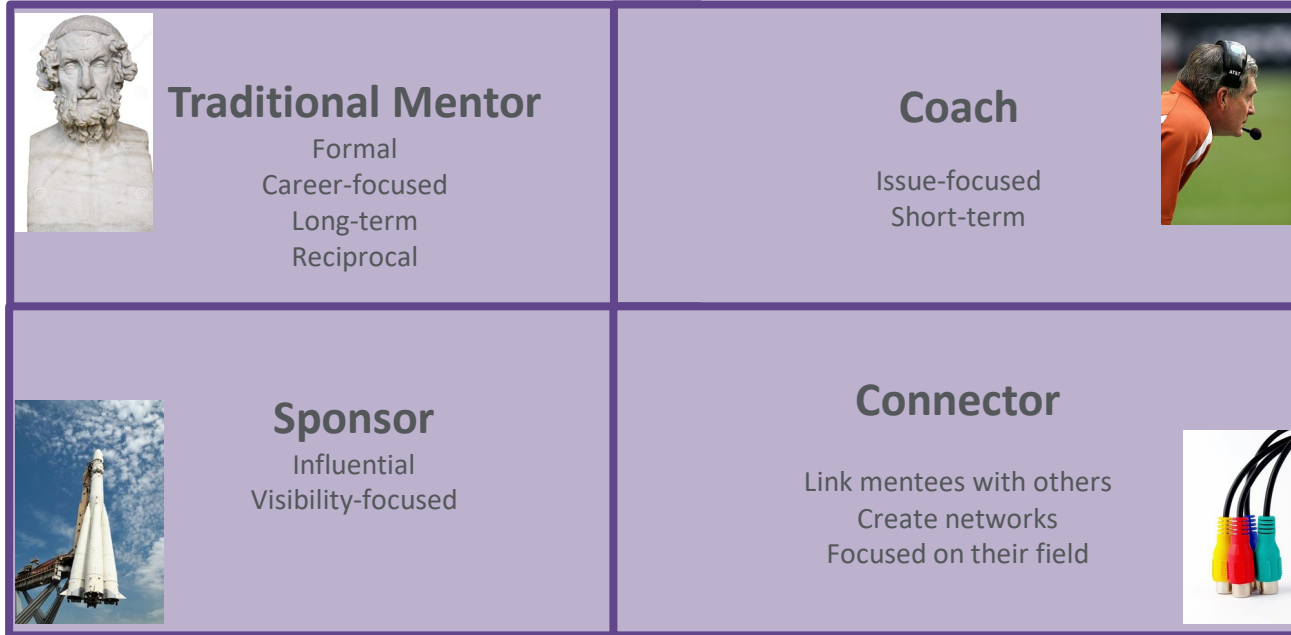 Traditional Mentor
Formal
Career-focused
Long-term
Reciprocal
Coach
Issue-focused
Short-term
AT&T
Sponsor
Influential
Visibility-focused
Connector
Link mentees with others
Create networks
Focused on their field